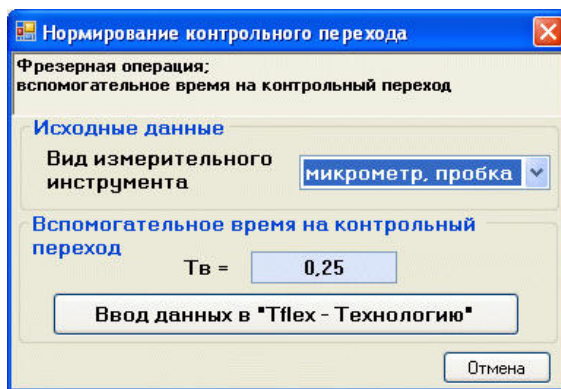 Нормирование контрольного перехода
Фрезерная операция;
вспомогательное время на контрольный переход
Исходные данные
Вид измерительного
инструмента
микрометр, пробка
Вспомогательное время на контрольный
переход
Тв =
0,25
Ввод данных в "Tflex - Технологию"
Отмена